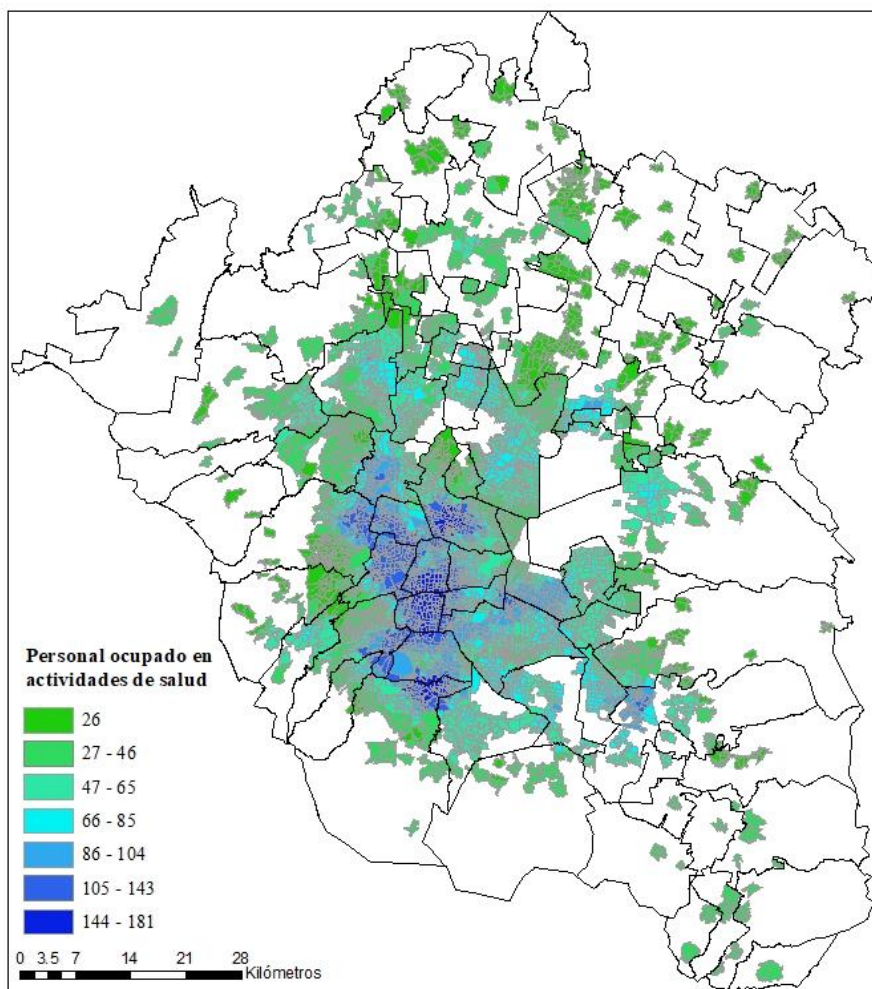 Personal ocupado en
actividades de salud
26
27 - 46
47 - 65
66 - 85
86 - 104
105 - 143
144 - 181
0 3.5 7 14 21 28
Kilómetros